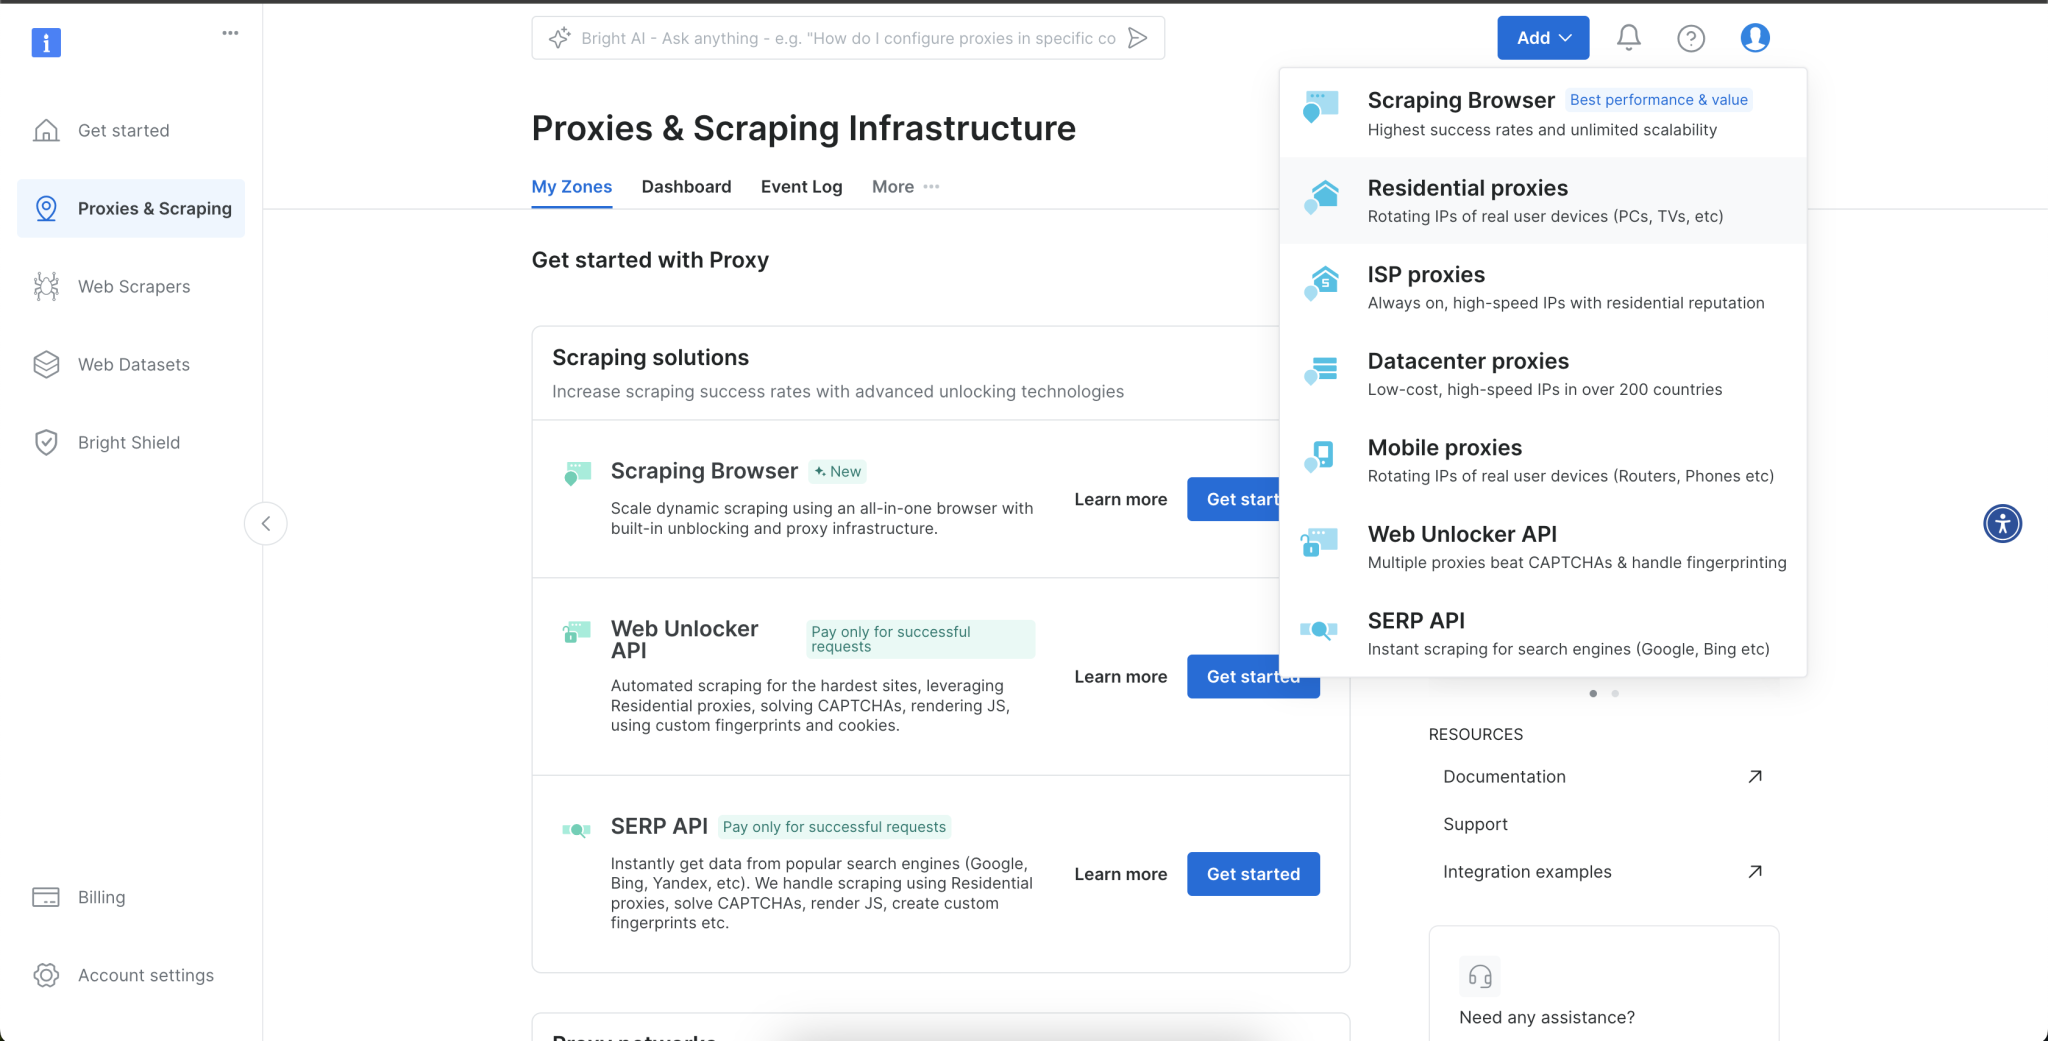 Get started
Proxies & Scraping
Web Scrapers
Web Datasets
Bright Shield
Billing
Account settings
Bright AI - Ask anything - e.g. "How do I configure proxies in specific co
Add
Proxies & Scraping Infrastructure
My Zones
Dashboard
Event Log
More
Get started with Proxy
Scraping solutions
Increase scraping success rates with advanced unlocking technologies
Scraping Browser
New
Scale dynamic scraping using an all-in-one browser with
built-in unblocking and proxy infrastructure.
Learn more
Get start
Web Unlocker
API
Pay only for successful
requests
Automated scraping for the hardest sites, leveraging
Residential proxies, solving CAPTCHAs, rendering JS,
using custom fingerprints and cookies.
Learn more
Get started
SERP API
Pay only for successful requests
Instantly get data from popular search engines (Google,
Bing, Yandex, etc). We handle scraping using Residential
proxies, solve CAPTCHAs, render JS, create custom
fingerprints etc.
Learn more
Get started
Proxy networks
Scraping Browser
Best performance & value
Highest success rates and unlimited scalability
Residential proxies
Rotating IPs of real user devices (PCs, TVs, etc)
ISP proxies
Always on, high-speed IPs with residential reputation
Datacenter proxies
Low-cost, high-speed IPs in over 200 countries
Mobile proxies
Rotating IPs of real user devices (Routers, Phones etc)
Web Unlocker API
Multiple proxies beat CAPTCHAs & handle fingerprinting
SERP API
Instant scraping for search engines (Google, Bing etc)
RESOURCES
Documentation
Support
Integration examples
Need any assistance?